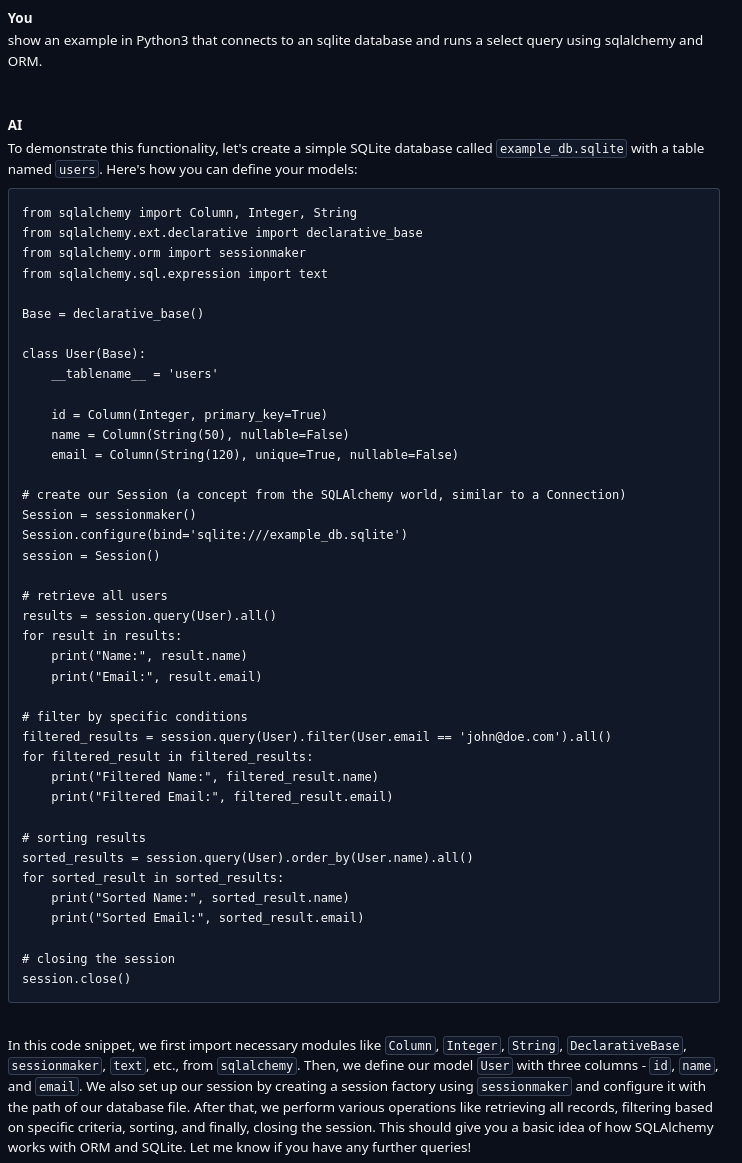 You
show an example in Python3 that connects to an sqlite database and runs a select query using sqlalchemy and
ORM.
AI
To demonstrate this functionality, let's create a simple SQLite database called example_db.sqlite with a table
named users. Here's how you can define your models:
from sqlalchemy import Column, Integer, String
from sqlalchemy.ext.declarative import declarative_base
from sqlalchemy.orm import sessionmaker
from sqlalchemy.sql.expression import text

Base = declarative_base()

class User(Base):
    __tablename__ = 'users'

    id = Column(Integer, primary_key=True)
    name = Column(String(50), nullable=False)
    email = Column(String(120), unique=True, nullable=False)

# create our Session (a concept from the SQLAlchemy world, similar to a Connection)
Session = sessionmaker()
Session.configure(bind='sqlite:///example_db.sqlite')
session = Session()

# retrieve all users
results = session.query(User).all()
for result in results:
    print("Name:", result.name)
    print("Email:", result.email)

# filter by specific conditions
filtered_results = session.query(User).filter(User.email == 'john@doe.com').all()
for filtered_result in filtered_results:
    print("Filtered Name:", filtered_result.name)
    print("Filtered Email:", filtered_result.email)

# sorting results
sorted_results = session.query(User).order_by(User.name).all()
for sorted_result in sorted_results:
    print("Sorted Name:", sorted_result.name)
    print("Sorted Email:", sorted_result.email)

# closing the session
session.close()
In this code snippet, we first import necessary modules like Column, Integer, String, DeclarativeBase,
sessionmaker, text, etc., from sqlalchemy. Then, we define our model User with three columns - id, name,
and email. We also set up our session by creating a session factory using sessionmaker and configure it with
the path of our database file. After that, we perform various operations like retrieving all records, filtering based
on specific criteria, sorting, and finally, closing the session. This should give you a basic idea of how SQLAlchemy
works with ORM and SQLite. Let me know if you have any further queries!